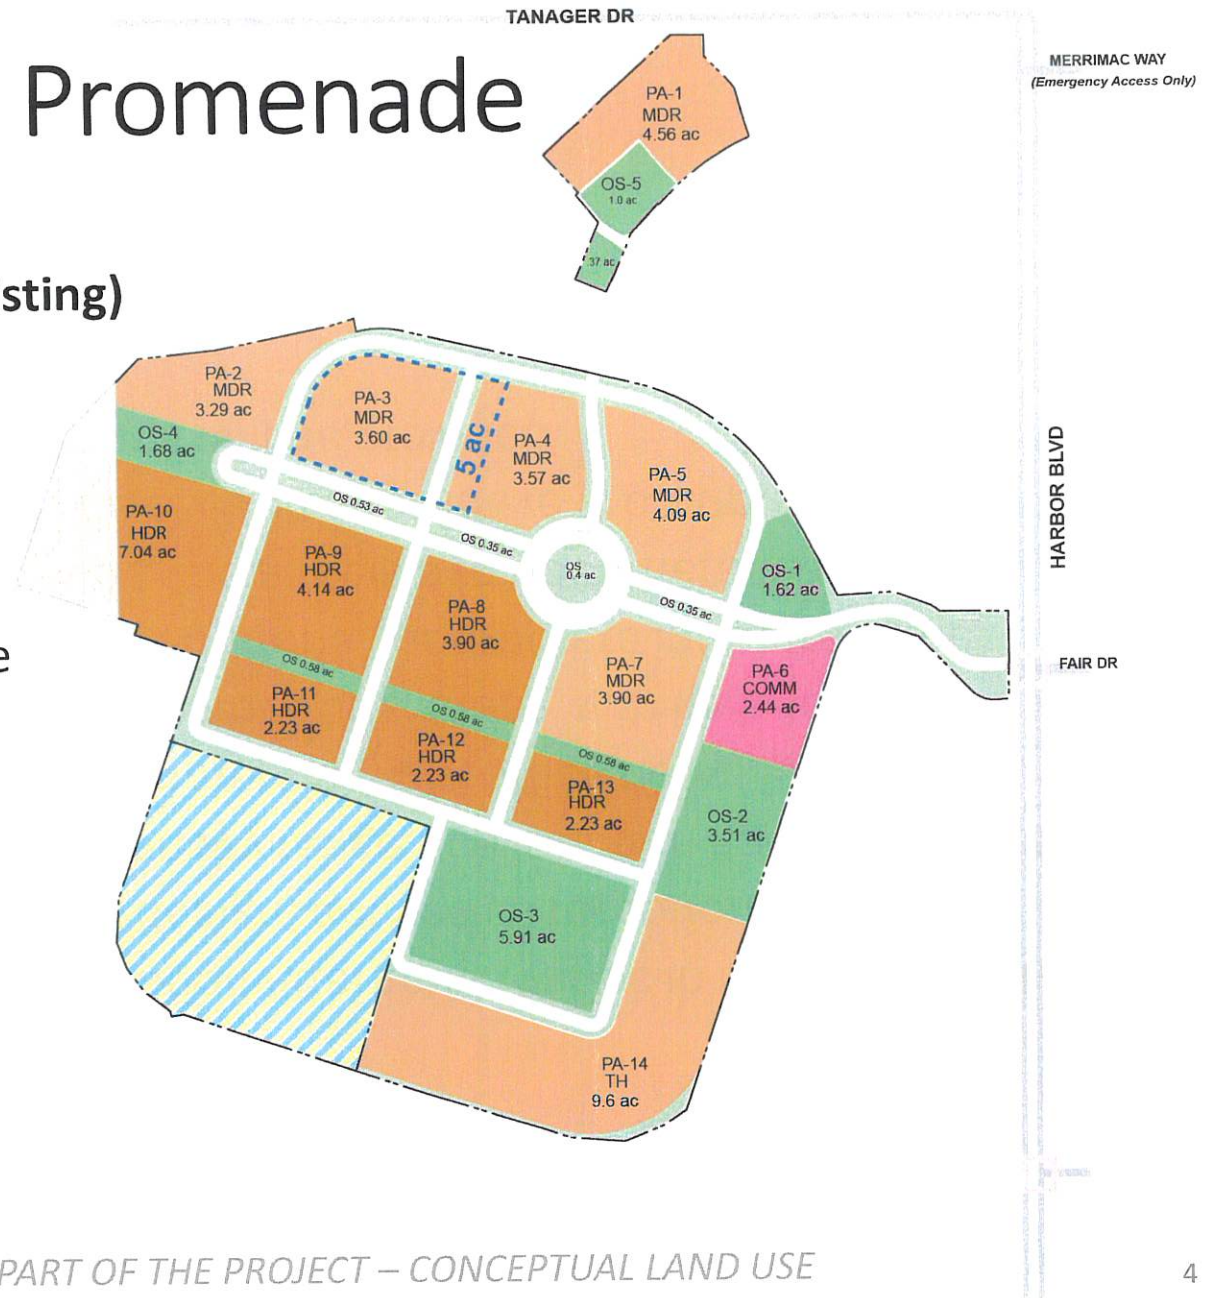 TANAGER DR
MERRIMAC WAY
(Emergency Access Only)
Promenade
PA-1
MDR
4.56 ac
OS-5
1.0 ac
.37 ac
sting)
PA-2
MDR
3.29 ac
PA-3
MDR
3.60 ac
5 ac
PA-4
MDR
3.57 ac
PA-5
MDR
4.09 ac
OS-4
1.68 ac
HARBOR BLVD
OS 0.53 ac
OS 0.35 ac
OS
0.4 ac
OS 0.35 ac
OS-1
1.62 ac
PA-10
HDR
7.04 ac
PA-9
HDR
4.14 ac
PA-8
HDR
3.90 ac
PA-7
MDR
3.90 ac
PA-6
COMM
2.44 ac
FAIR DR
e
OS 0.58 ac
OS 0.58 ac
OS 0.58 ac
PA-11
HDR
2.23 ac
PA-12
HDR
2.23 ac
PA-13
HDR
2.23 ac
OS-2
3.51 ac
OS-3
5.91 ac
PA-14
TH
9.6 ac
PART OF THE PROJECT – CONCEPTUAL LAND USE
4